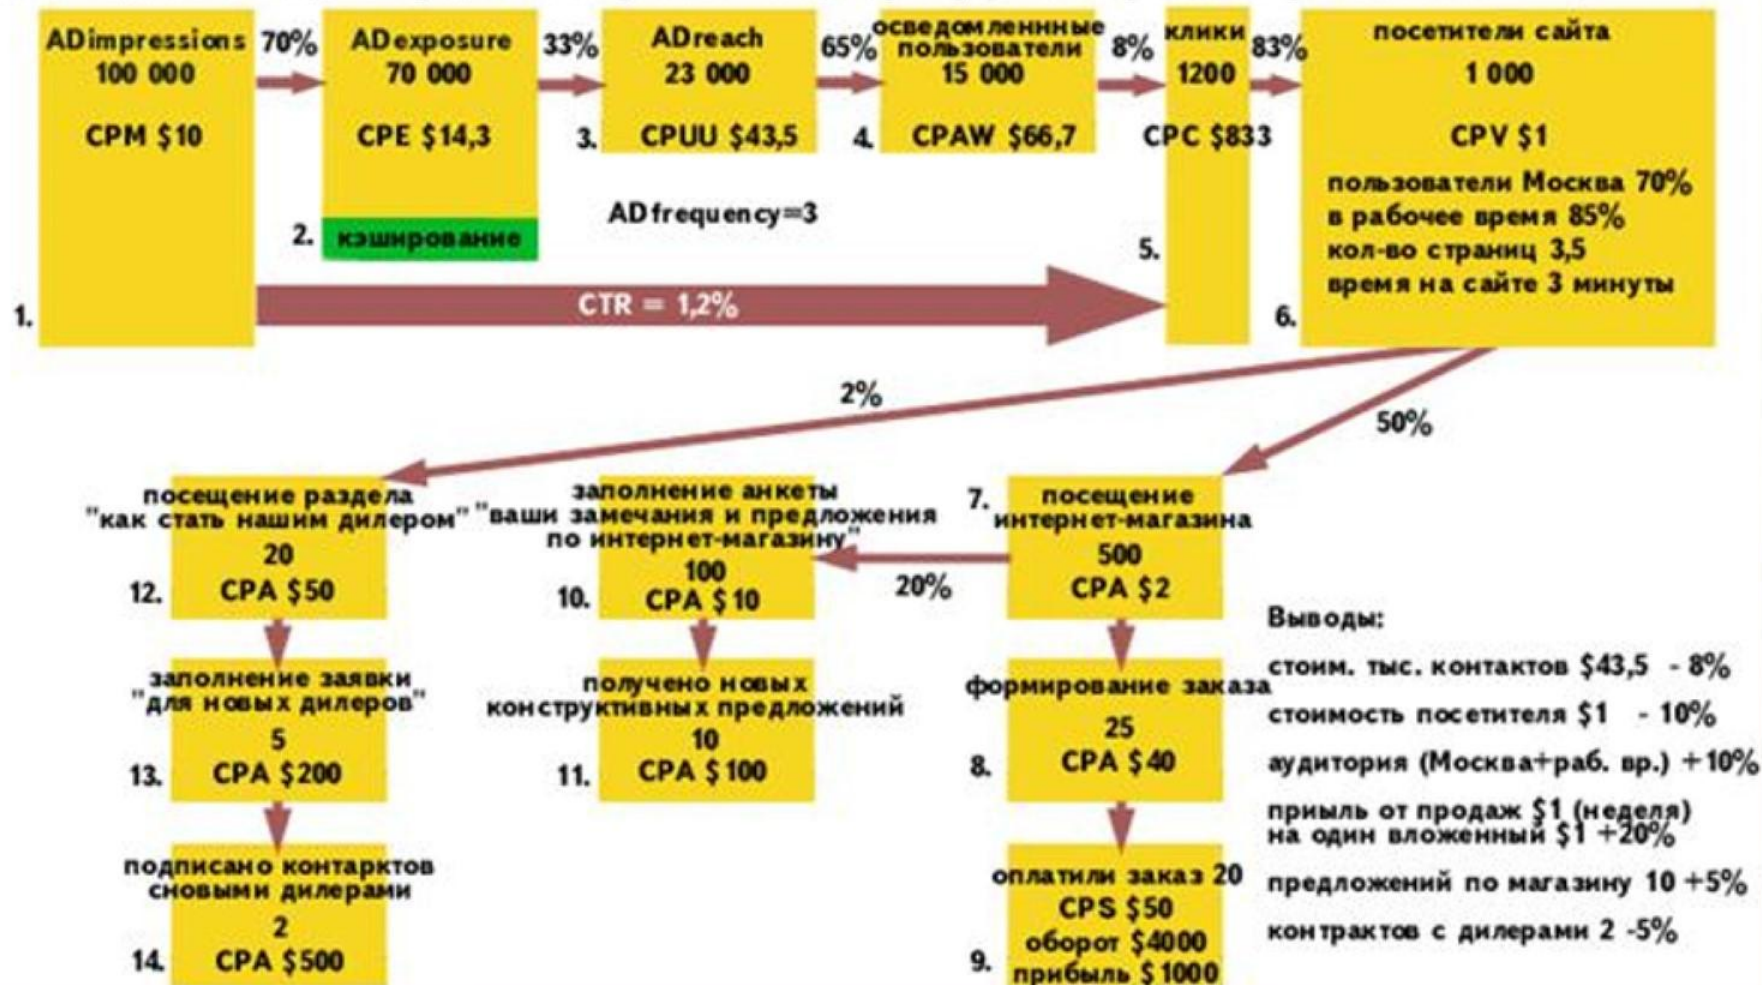 ADimpressions
100 000
CPM $10
1.
70%
ADexposure
70 000
CPE $14,3
2.
кэширование
33%
ADreach
23 000
3.
CPUU $43,5
ADfrequency=3
65%
осведомленнные
пользователи
15 000
4.
CPAW $66,7
8%
клики
1200
CPC $833
5.
83%
посетители сайта
1 000
CPV $1
пользователи Москва 70%
в рабочее время 85%
кол-во страниц 3,5
время на сайте 3 минуты
6.
CTR = 1,2%
2%
50%
посещение раздела
"как стать нашим дилером"
20
12.
CPA $50
заполнение заявки
"для новых дилеров"
5
13.
CPA $200
подписано контарктов
сновыми дилерами
2
14.
CPA $500
заполнение анкеты
"ваши замечания и предложения
по интернет-магазину"
100
10.
CPA $10
20%
получено новых
конструктивных предложений
10
11.
CPA $100
7.
посещение
интернет-магазина
500
CPA $2
формирование заказа
25
8.
CPA $40
оплатили заказ 20
CPS $50
оборот $4000
9.
прибыль $1000
Выводы:
стоим. тыс. контактов $43,5 - 8%
стоимость посетителя $1 - 10%
аудитория (Москва+раб. вр.) +10%
приыль от продаж $1 (неделя)
на один вложенный $1 +20%
предложений по магазину 10 +5%
контрактов с дилерами 2 -5%